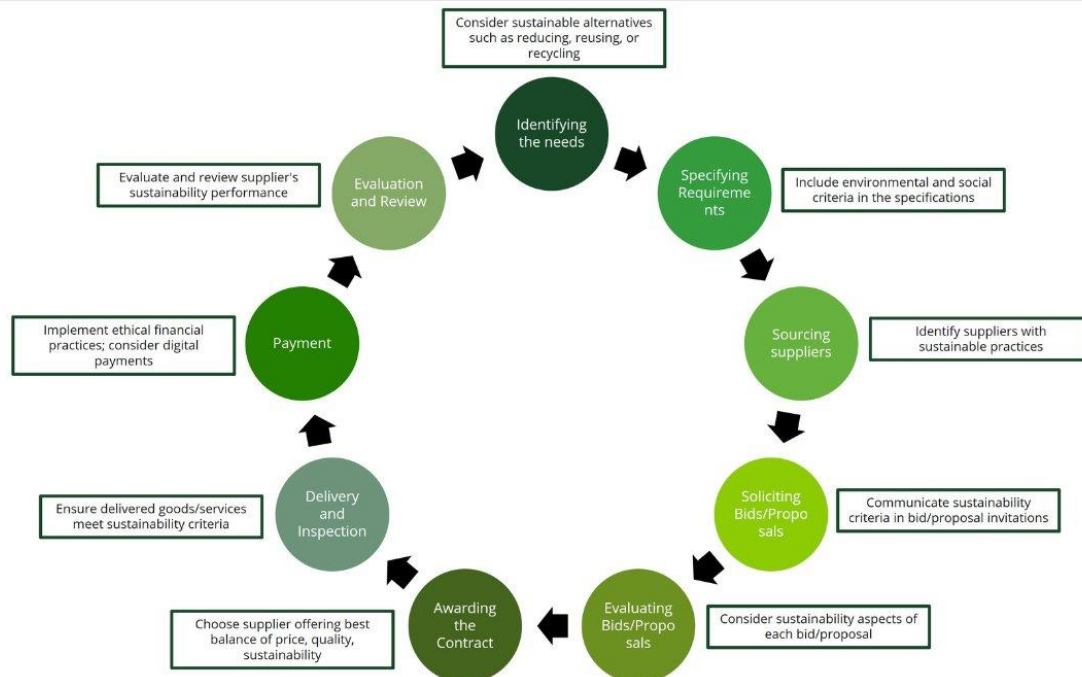 Consider sustainable alternatives
such as reducing, reusing, or
recycling
Identifying
the needs
Specifying
Requireme
nts
Include environmental and social
criteria in the specifications
Sourcing
suppliers
Identify suppliers with
sustainable practices
Soliciting
Bids/Propo
sals
Communicate sustainability
criteria in bid/proposal invitations
Evaluating
Bids/Propo
sals
Consider sustainability aspects of
each bid/proposal
Awarding
the
Contract
Choose supplier offering best
balance of price, quality,
sustainability
Delivery
and
Inspection
Ensure delivered goods/services
meet sustainability criteria
Payment
Implement ethical financial
practices; consider digital
payments
Evaluation
and Review
Evaluate and review supplier's
sustainability performance